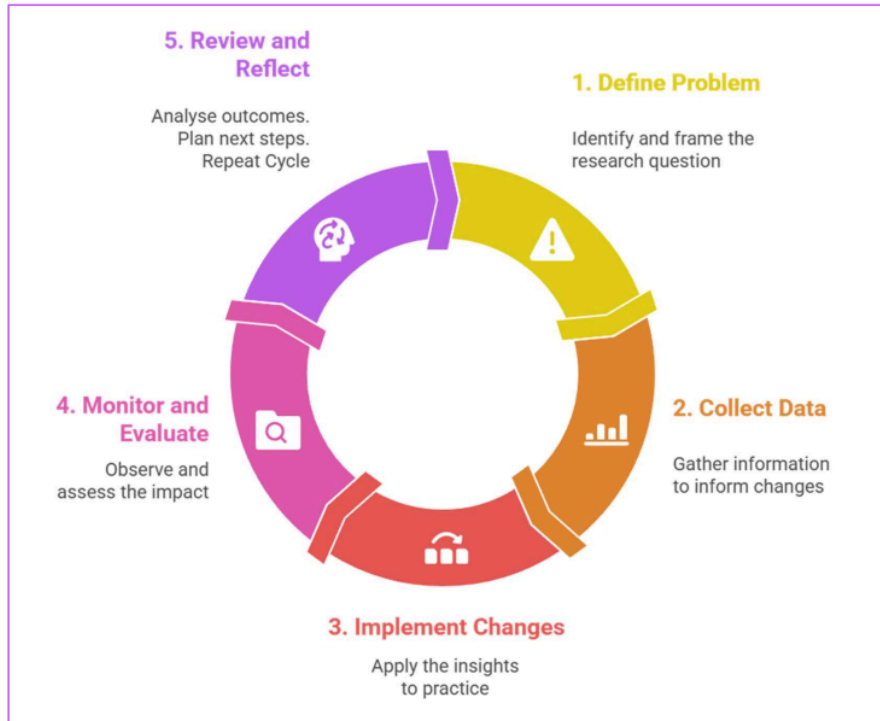 1. Define Problem
Identify and frame the
research question
2. Collect Data
Gather information
to inform changes
3. Implement Changes
Apply the insights
to practice
4. Monitor and
Evaluate
Observe and
assess the impact
5. Review and
Reflect
Analyse outcomes.
Plan next steps.
Repeat Cycle